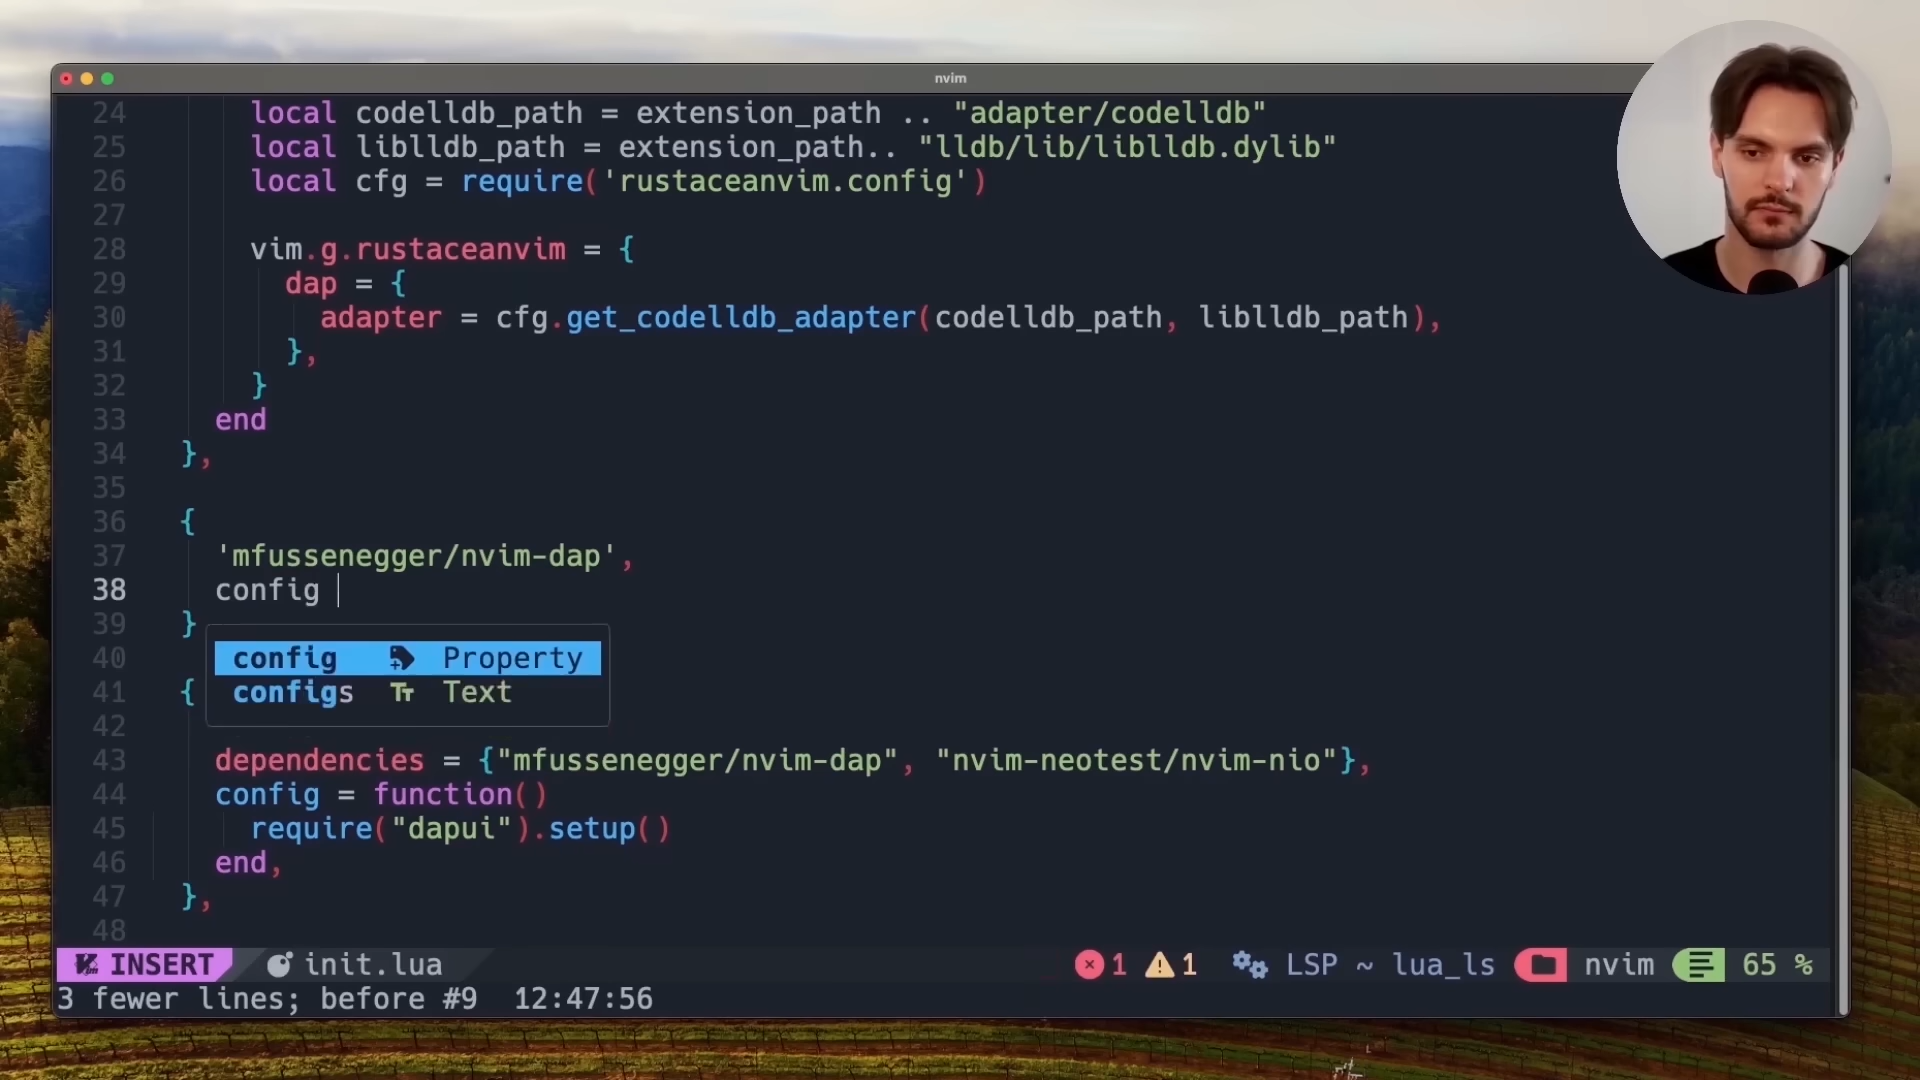 nvim
24 local codelldb_path = extension_path .. "adapter/codelldb"
25 local liblldb_path = extension_path.. "lldb/lib/liblldb.dylib"
26 local cfg = require('rustaceanvim.config')
27
28 vim.g.rustaceanvim = {
29 dap = {
30 adapter = cfg.get_codelldb_adapter(codelldb_path, liblldb_path),
31 },
32 }
33 end
34 },
35
36 {
37 'mfussenegger/nvim-dap',
38 config
39 }
40 config Property
41 { configs Text
42
43 dependencies = {"mfussenegger/nvim-dap", "nvim-neotest/nvim-nio"},
44 config = function()
45 require("dapui").setup()
46 end,
47 },
48
INSERT init.lua 1 1 LSP ~ lua_ls nvim 65 %
3 fewer lines; before #9 12:47:56